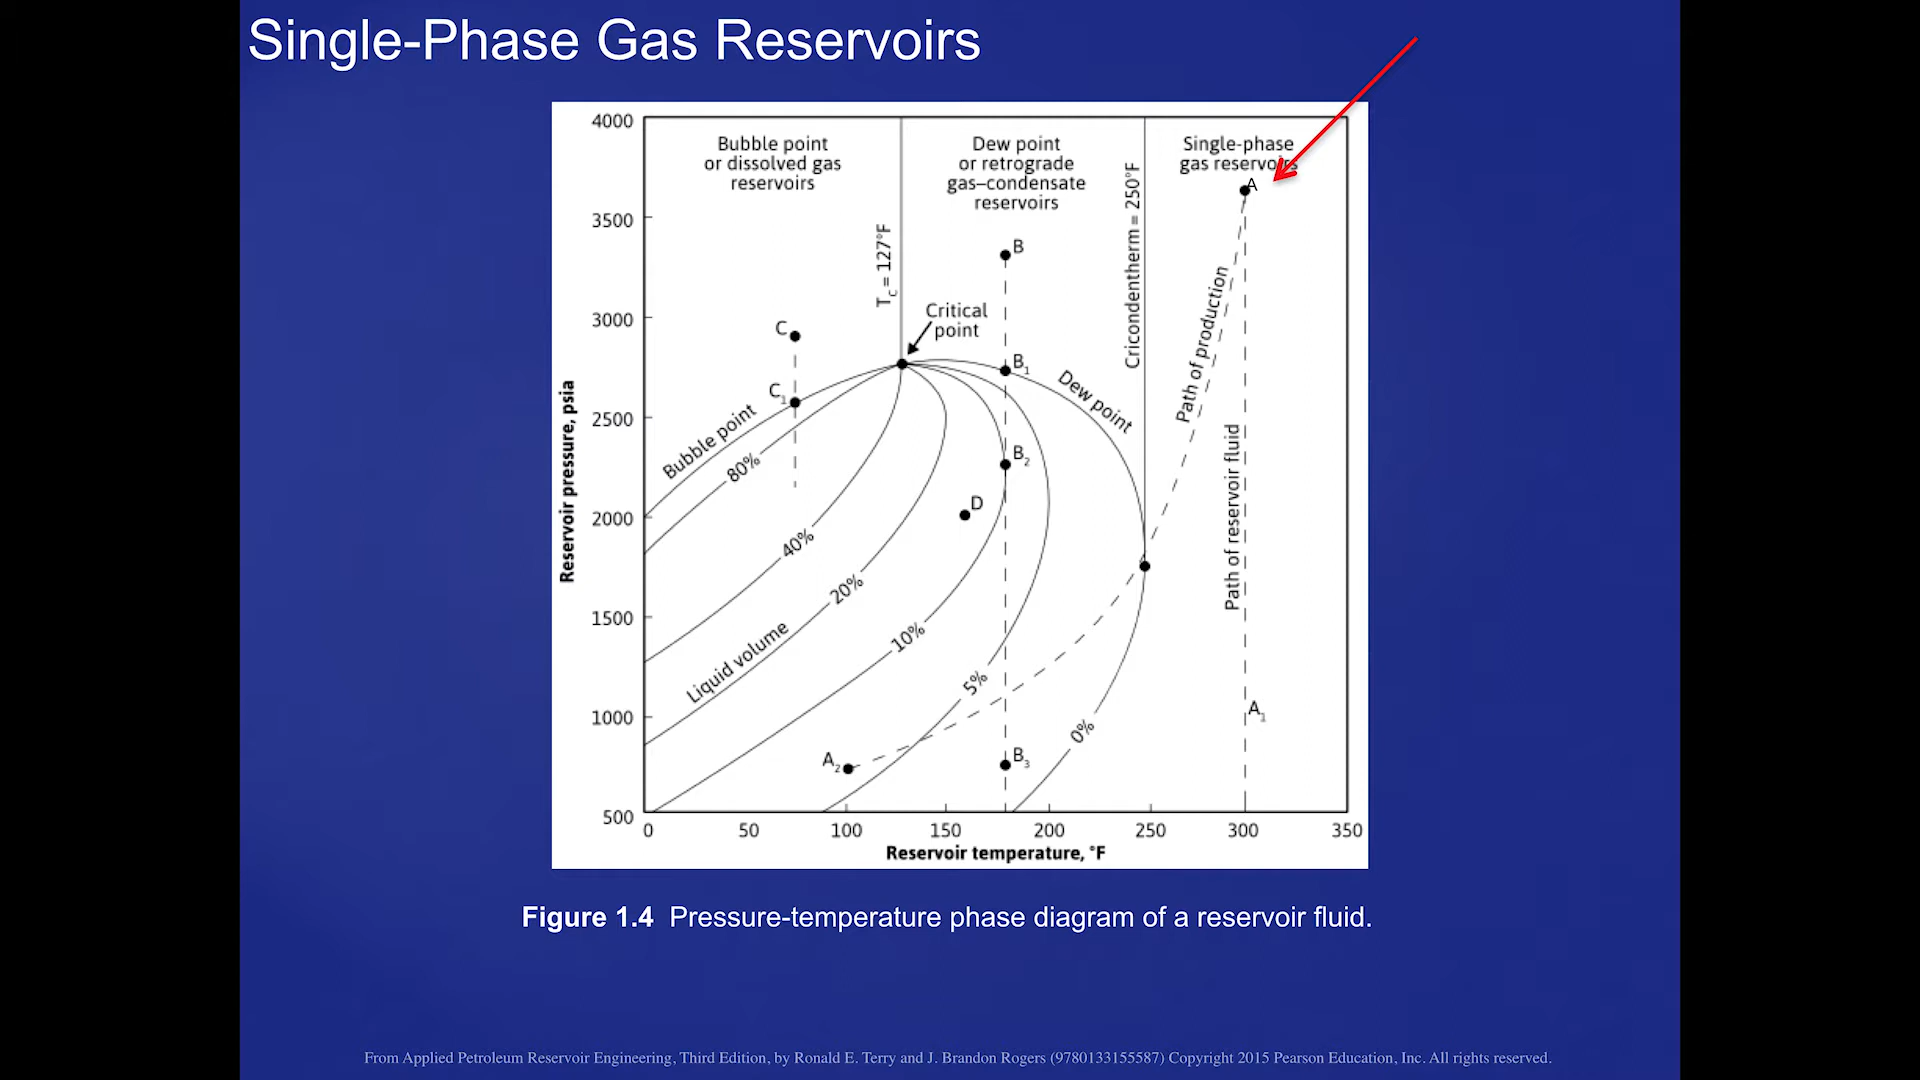 Single-Phase Gas Reservoirs
4000
3500
3000
2500
2000
1500
1000
500
Reservoir pressure, psia
Bubble point
or dissolved gas
reservoirs
Dew point
or retrograde
gas–condensate
reservoirs
Single-phase
gas reservoirs
T_C = 127°F
Cricondentherm = 250°F
Critical
point
A
B
C
C₁
B₁
B₂
D
B₃
A₁
A₂
Bubble point
Dew point
Path of production
Path of reservoir fluid
80%
40%
20%
10%
5%
0%
Liquid volume
0
50
100
150
200
250
300
350
Reservoir temperature, °F
Figure 1.4 Pressure-temperature phase diagram of a reservoir fluid.
From Applied Petroleum Reservoir Engineering, Third Edition, by Ronald E. Terry and J. Brandon Rogers (9780133155587) Copyright 2015 Pearson Education, Inc. All rights reserved.